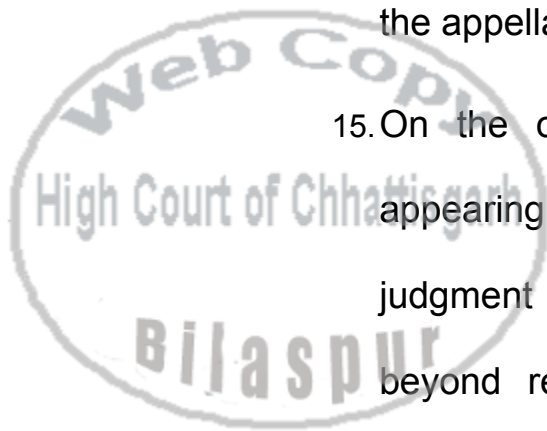 the appella
Web Copy
15. On the
High Court of Chhattisgarh
appearing
judgment
Bilaspur
beyond re